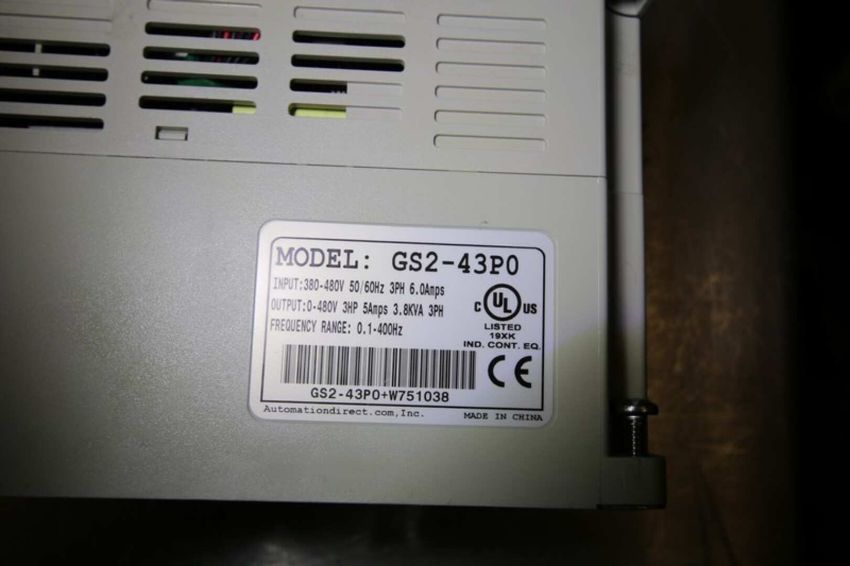 MODEL: GS2-43P0
INPUT:380-480V 50/60Hz 3PH 6.0Amps
OUTPUT:0-480V 3HP 5Amps 3.8KVA 3PH
FREQUENCY RANGE: 0.1-400Hz
C UL US
LISTED
19XK
IND. CONT. EQ.
CE
GS2-43P0+W751038
Automationdirect.com,Inc.
MADE IN CHINA